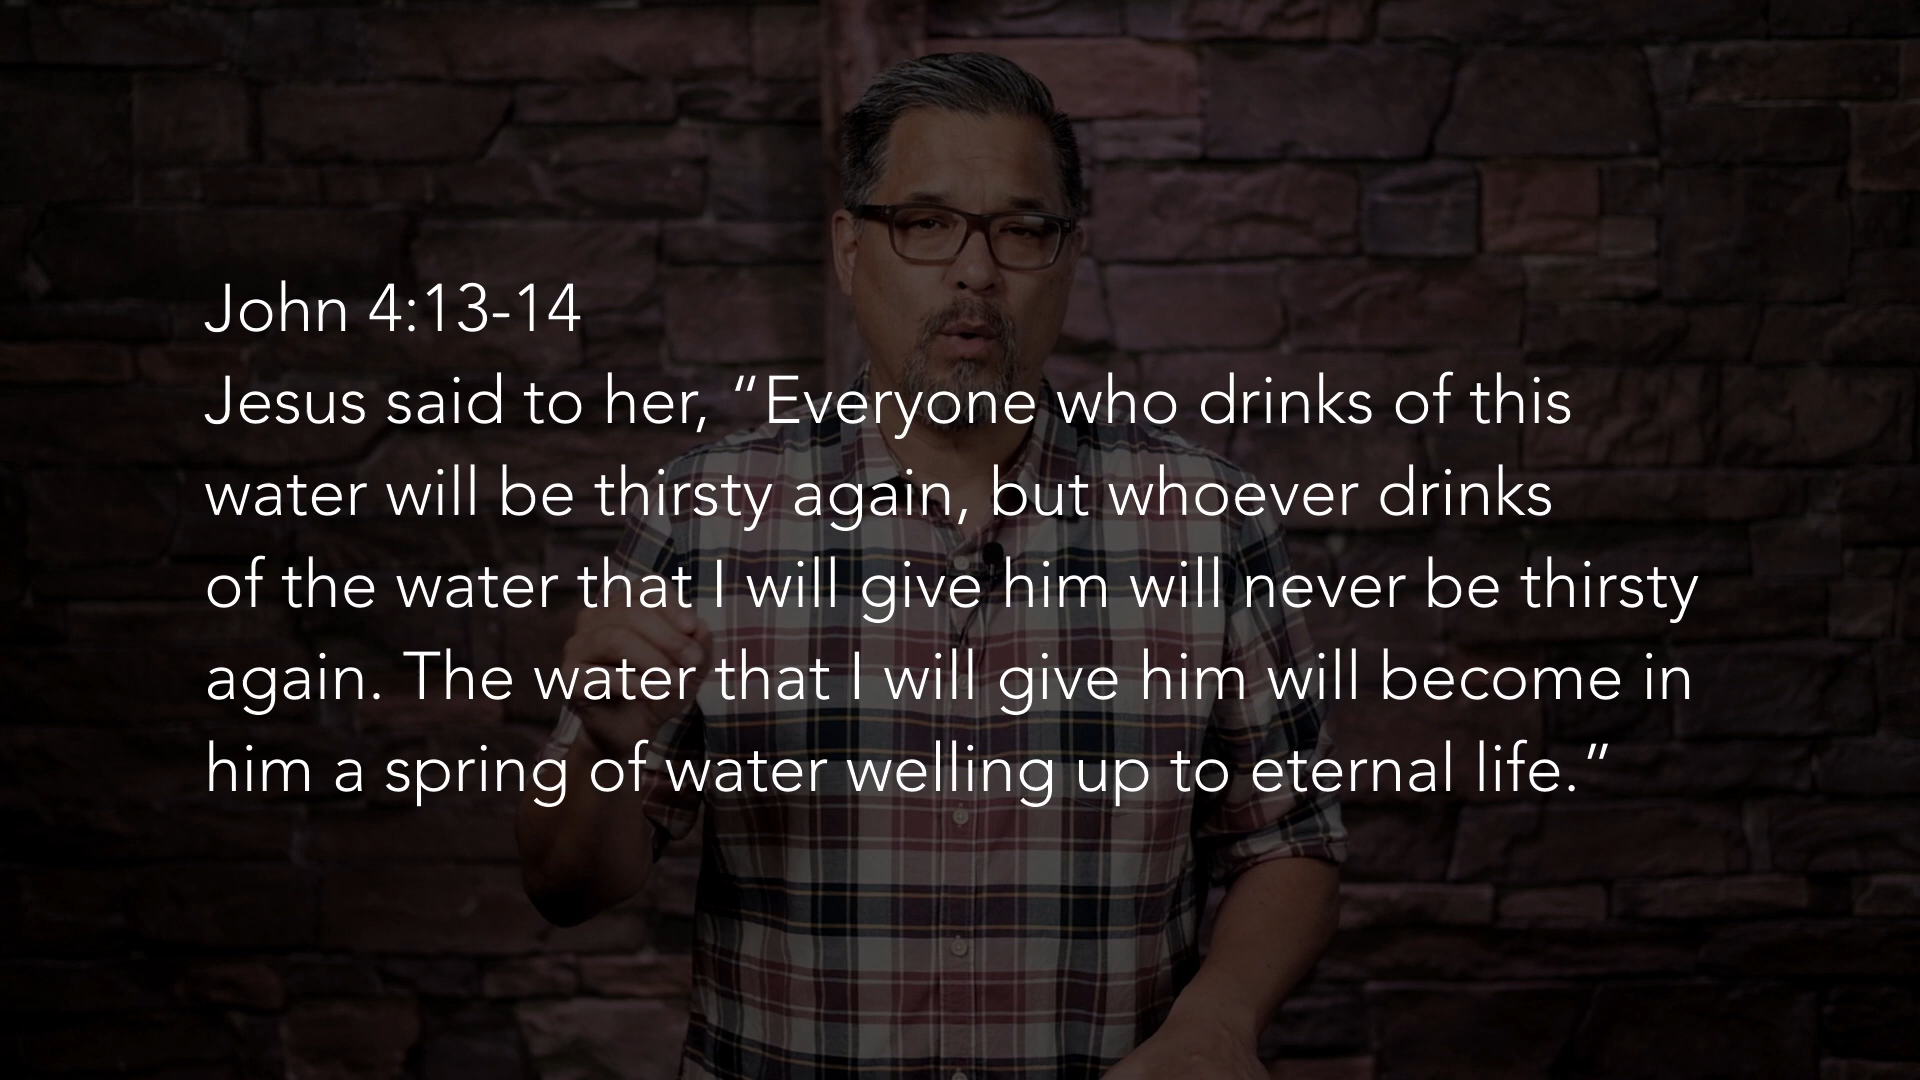 John 4:13-14
Jesus said to her, “Everyone who drinks of this
water will be thirsty again, but whoever drinks
of the water that I will give him will never be thirsty
again. The water that I will give him will become in
him a spring of water welling up to eternal life.”